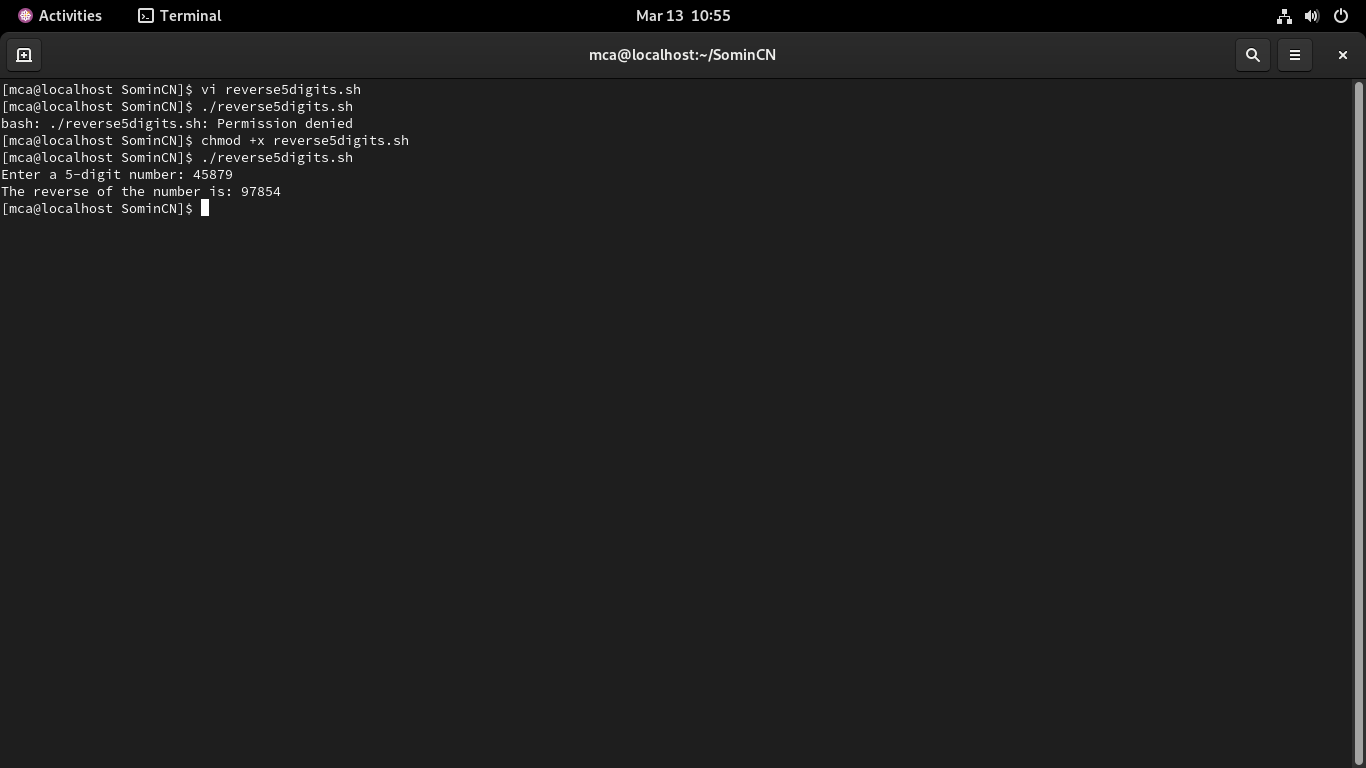 Activities Terminal Mar 13 10:55
mca@localhost:~/SominCN
[mca@localhost SominCN]$ vi reverse5digits.sh
[mca@localhost SominCN]$ ./reverse5digits.sh
bash: ./reverse5digits.sh: Permission denied
[mca@localhost SominCN]$ chmod +x reverse5digits.sh
[mca@localhost SominCN]$ ./reverse5digits.sh
Enter a 5-digit number: 45879
The reverse of the number is: 97854
[mca@localhost SominCN]$